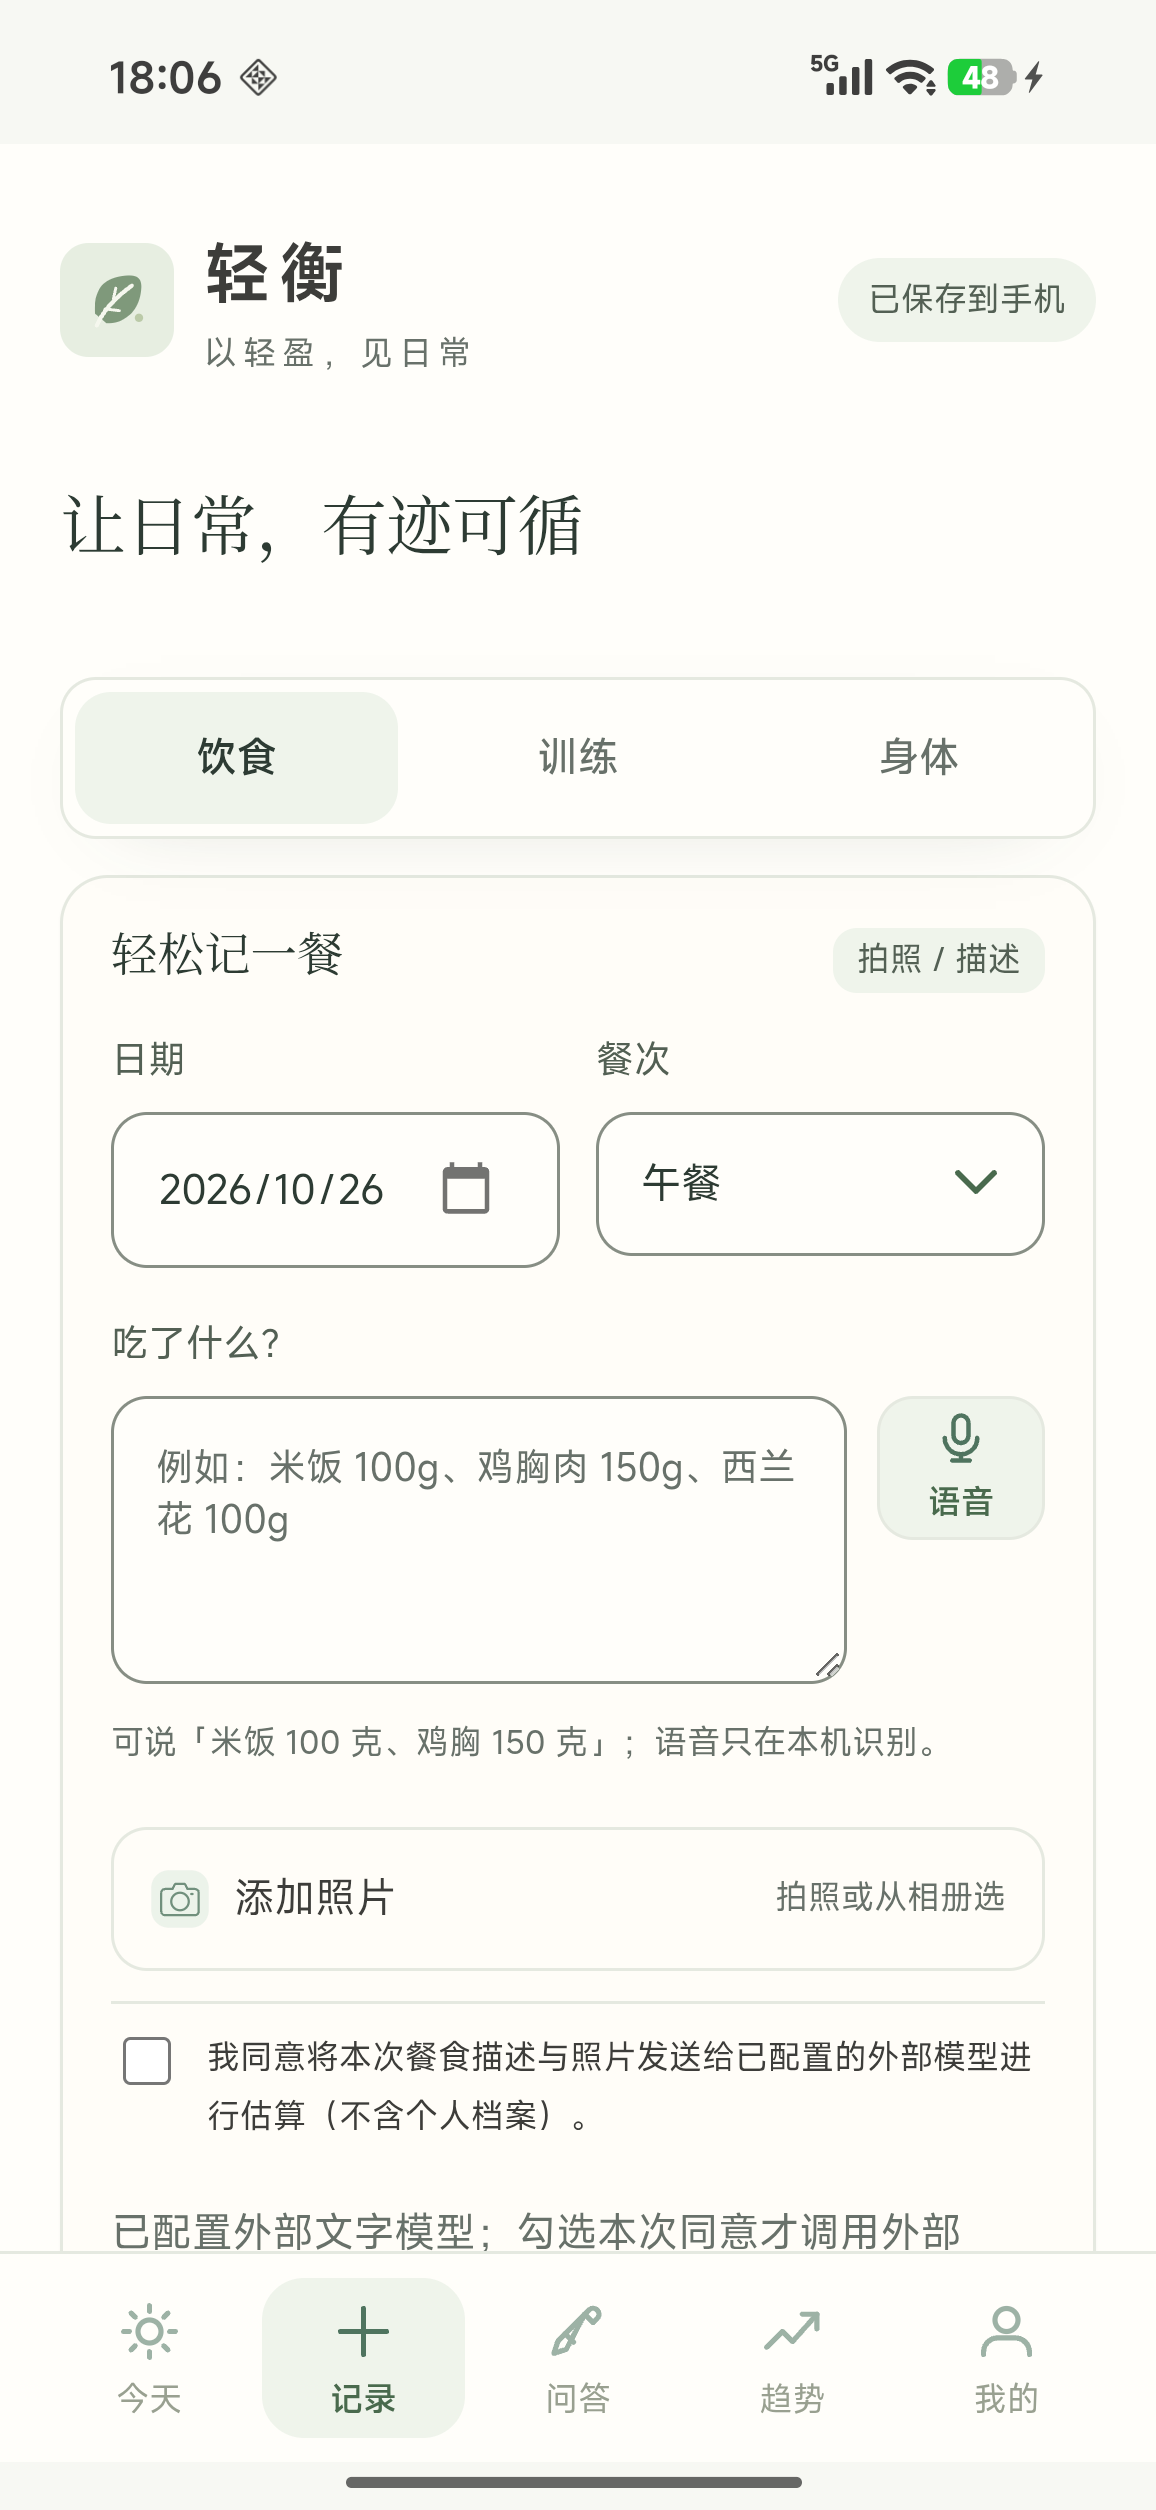 18:06
5G
48
轻衡
以轻盈，见日常
已保存到手机
让日常，有迹可循
饮食
训练
身体
轻松记一餐
拍照 / 描述
日期
餐次
2026/10/26
午餐
吃了什么？
例如：米饭 100g、鸡胸肉 150g、西兰
花 100g
语音
可说「米饭 100 克、鸡胸 150 克」；语音只在本机识别。
添加照片
拍照或从相册选
我同意将本次餐食描述与照片发送给已配置的外部模型进
行估算（不含个人档案）。
已配置外部文字模型；勾选本次同意才调用外部
今天
记录
问答
趋势
我的